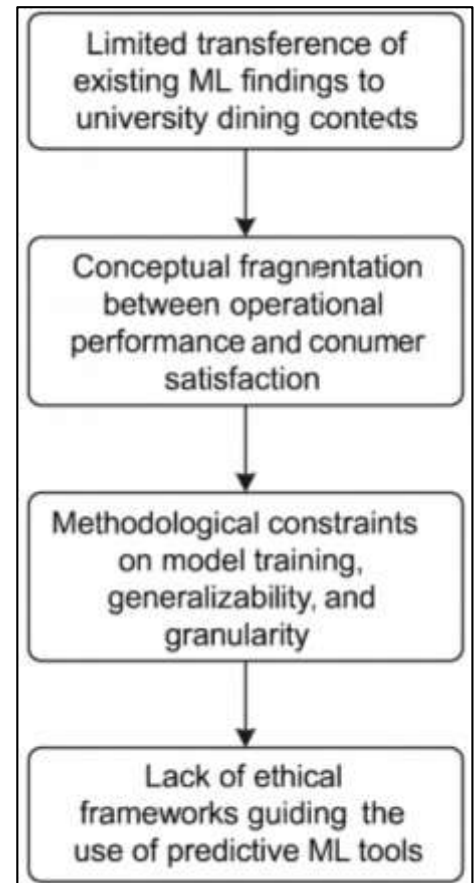 Limited transference of
existing ML findings to
university dining contexts
Conceptual fragnentation
between operational
performance and conumer
satisfaction
Methodological constraints
on model training,
generalizability, and
granularity
Lack of ethical
frameworks guiding the
use of predictive ML tools